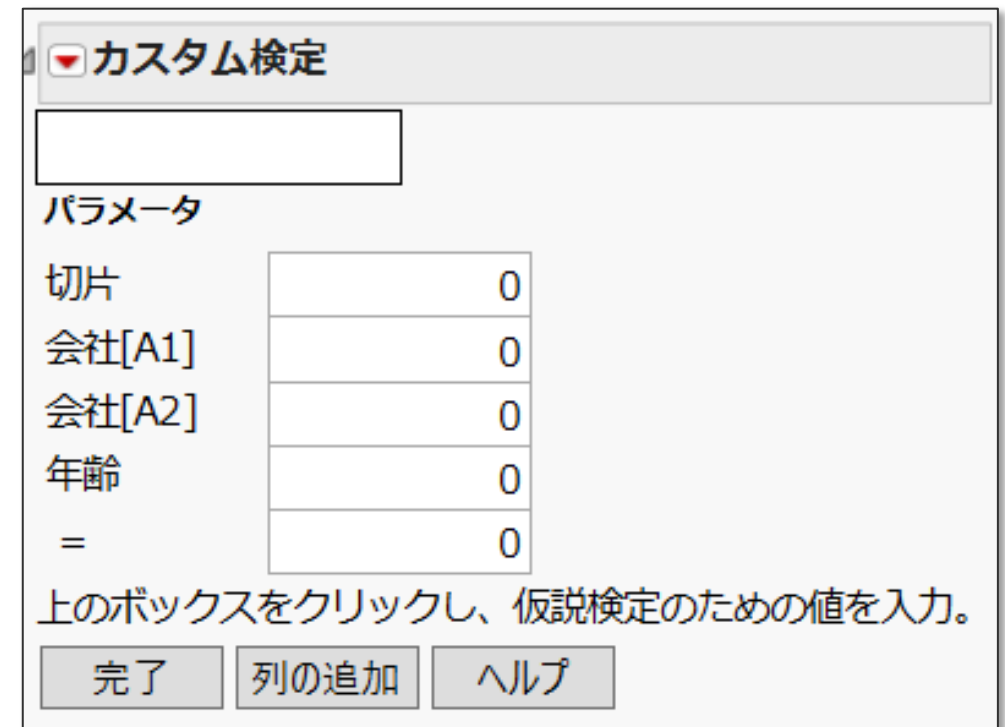 カスタム検定
パラメータ
切片 0
会社[A1] 0
会社[A2] 0
年齢 0
= 0
上のボックスをクリックし、仮説検定のための値を入力。
完了 列の追加 ヘルプ